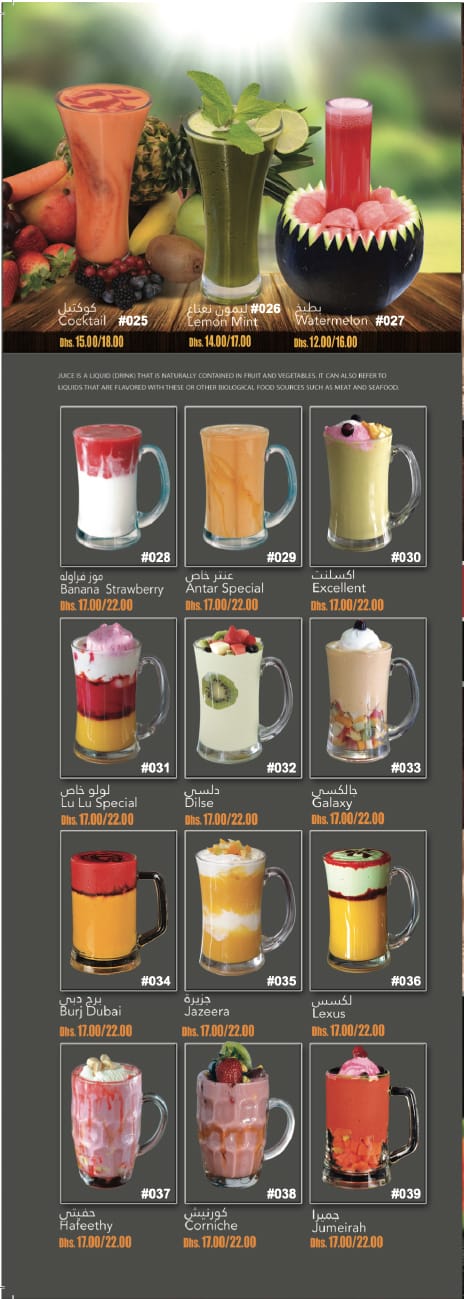 كوكتيل
Cocktail #025
Dhs. 15.00/18.00
ليمون نعناع #026
Lemon Mint
Dhs. 14.00/17.00
بطيخ
Watermelon #027
Dhs. 12.00/16.00
JUICE IS A LIQUID (DRINK) THAT IS NATURALLY CONTAINED IN FRUIT AND VEGETABLES. IT CAN ALSO REFER TO
LIQUIDS THAT ARE FLAVORED WITH THESE OR OTHER BIOLOGICAL FOOD SOURCES SUCH AS MEAT AND SEAFOOD.
#028
موز فراوله
Banana Strawberry
Dhs. 17.00/22.00
#029
عنتر خاص
Antar Special
Dhs. 17.00/22.00
#030
اكسلنت
Excellent
Dhs. 17.00/22.00
#031
لولو خاص
Lu Lu Special
Dhs. 17.00/22.00
#032
دلسي
Dilse
Dhs. 17.00/22.00
#033
جالكسي
Galaxy
Dhs. 17.00/22.00
#034
برج دبي
Burj Dubai
Dhs. 17.00/22.00
#035
جزيرة
Jazeera
Dhs. 17.00/22.00
#036
لكسس
Lexus
Dhs. 17.00/22.00
#037
حفيتي
Hafeethy
Dhs. 17.00/22.00
#038
كورنيش
Corniche
Dhs. 17.00/22.00
#039
جميرا
Jumeirah
Dhs. 17.00/22.00